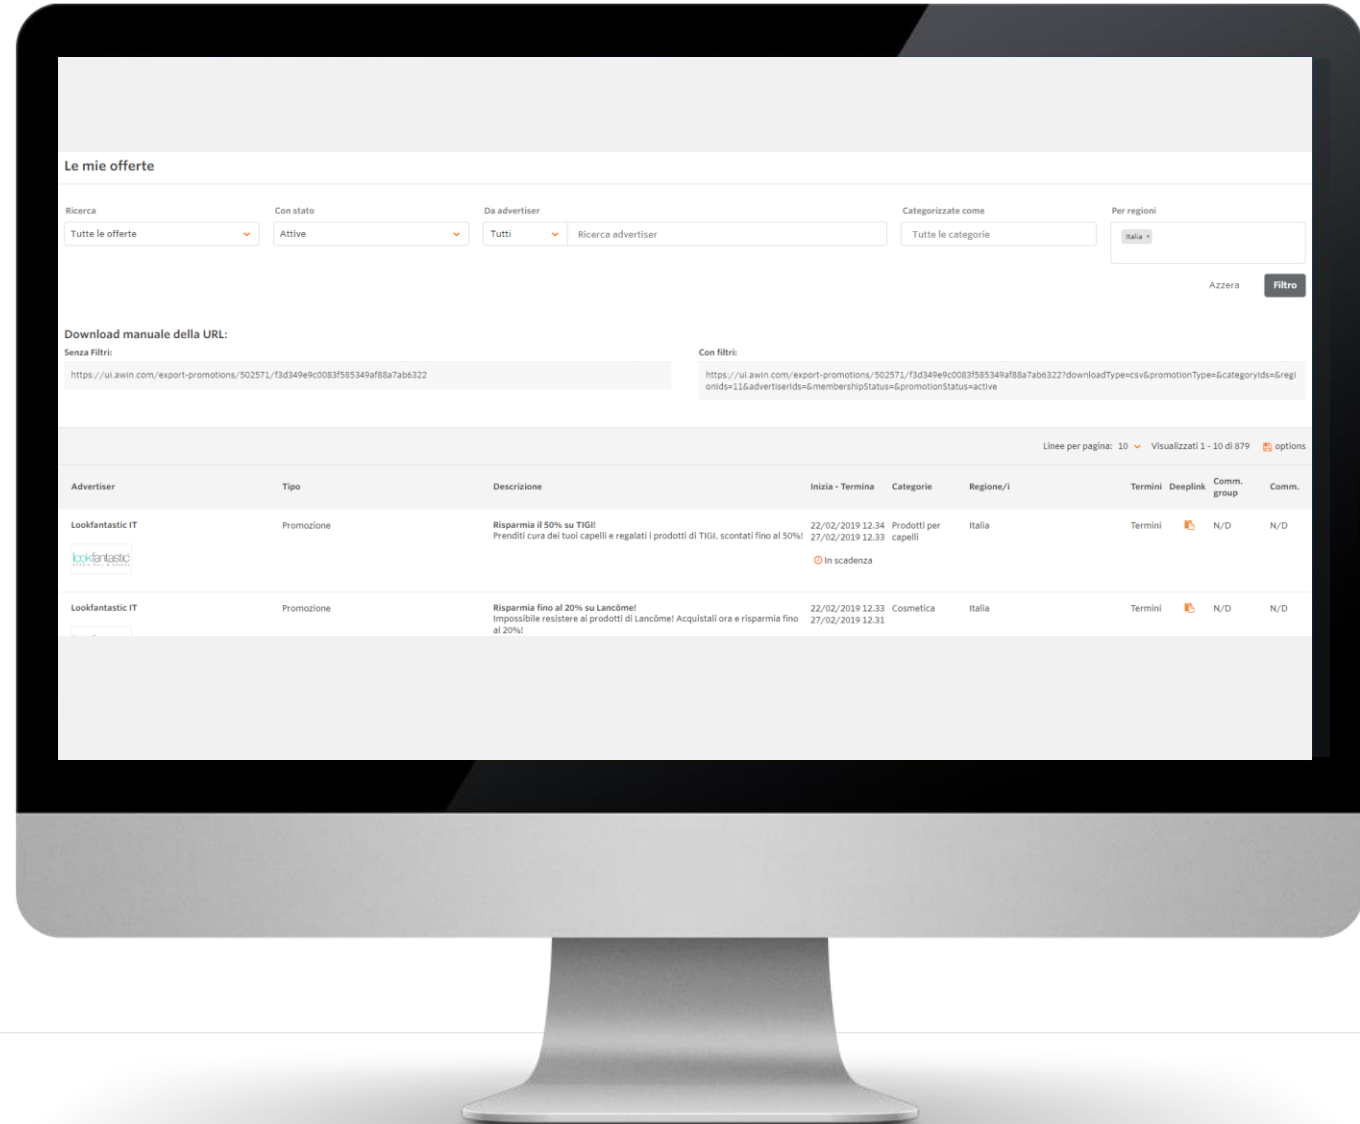 Le mie offerte
Ricerca
Con stato
Da advertiser
Categorizzate come
Per regioni
Tutte le offerte
Attive
Tutti
Ricerca advertiser
Tutte le categorie
Italia ×
Azzera
Filtro
Download manuale della URL:
Senza Filtri:
https://ui.awin.com/export-promotions/502571/f3d349e9c0083f585349af88a7ab6322
Con filtri:
https://ui.awin.com/export-promotions/502571/f3d349e9c0083f585349af88a7ab6322?downloadType=csv&promotionType=&categoryIds=&regi
onIds=11&advertiserIds=&membershipStatus=&promotionStatus=active
Linee per pagina: 10 Visualizzati 1 - 10 di 879 options
Advertiser
Tipo
Descrizione
Inizia - Termina
Categorie
Regione/i
Termini
Deeplink
Comm.
group
Comm.
Lookfantastic IT
lookfantastic
Promozione
Risparmia il 50% su TIGI!
Prenditi cura dei tuoi capelli e regalati i prodotti di TIGI, scontati fino al 50%!
22/02/2019 12.34
27/02/2019 12.33
In scadenza
Prodotti per
capelli
Italia
Termini
N/D
N/D
Lookfantastic IT
Promozione
Risparmia fino al 20% su Lancôme!
Impossibile resistere ai prodotti di Lancôme! Acquistali ora e risparmia fino
al 20%!
22/02/2019 12.33
27/02/2019 12.31
Cosmetica
Italia
Termini
N/D
N/D